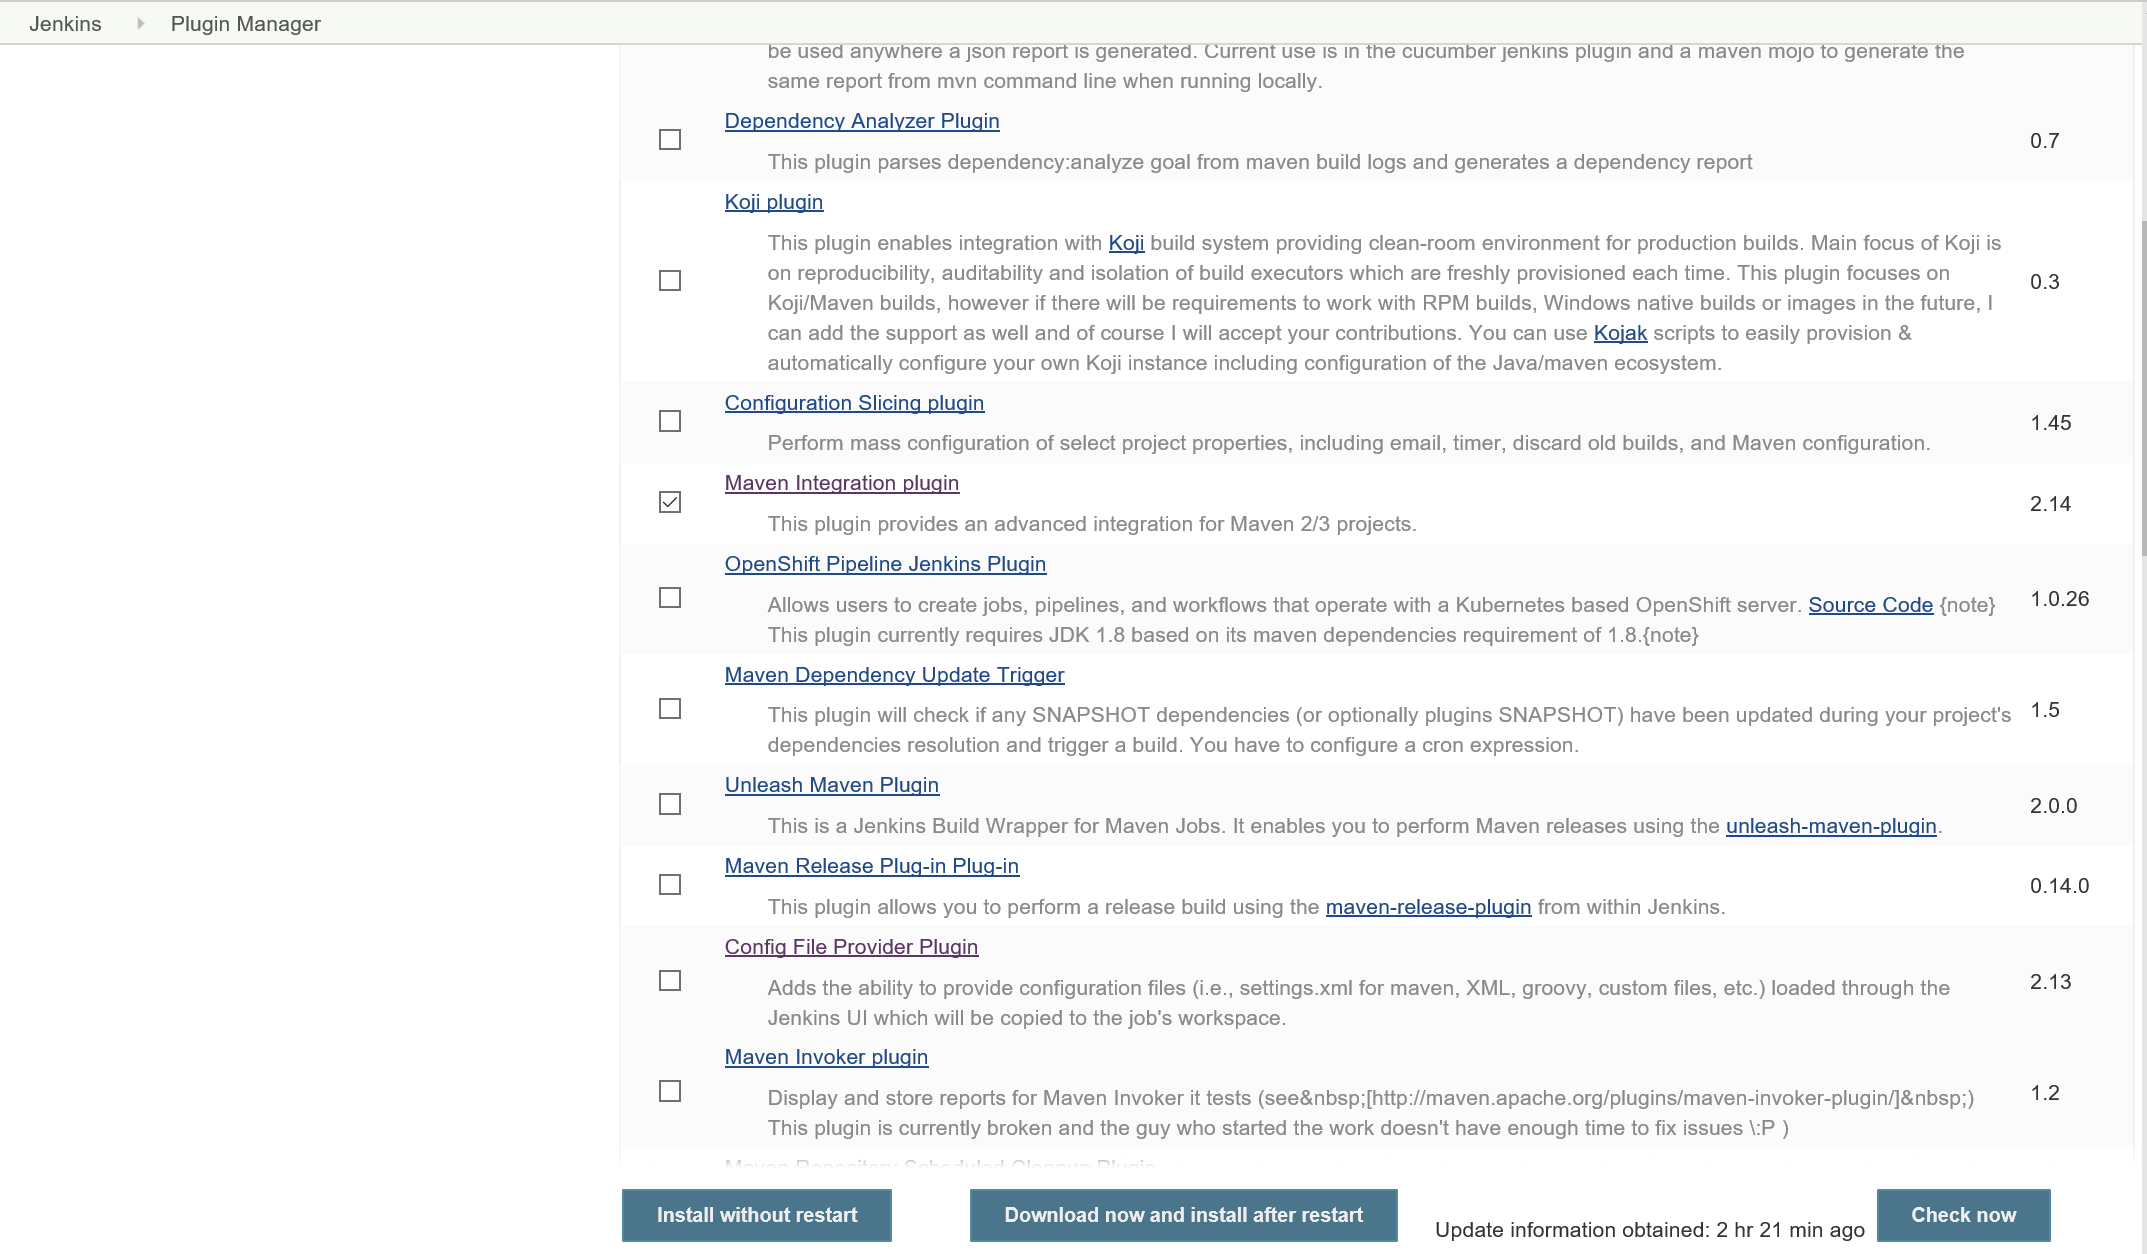 Jenkins Plugin Manager
be used anywhere a json report is generated. Current use is in the cucumber jenkins plugin and a maven mojo to generate the
same report from mvn command line when running locally.
Dependency Analyzer Plugin
This plugin parses dependency:analyze goal from maven build logs and generates a dependency report
0.7
Koji plugin
This plugin enables integration with Koji build system providing clean-room environment for production builds. Main focus of Koji is
on reproducibility, auditability and isolation of build executors which are freshly provisioned each time. This plugin focuses on
Koji/Maven builds, however if there will be requirements to work with RPM builds, Windows native builds or images in the future, I
can add the support as well and of course I will accept your contributions. You can use Kojak scripts to easily provision &
automatically configure your own Koji instance including configuration of the Java/maven ecosystem.
0.3
Configuration Slicing plugin
Perform mass configuration of select project properties, including email, timer, discard old builds, and Maven configuration.
1.45
Maven Integration plugin
This plugin provides an advanced integration for Maven 2/3 projects.
2.14
OpenShift Pipeline Jenkins Plugin
Allows users to create jobs, pipelines, and workflows that operate with a Kubernetes based OpenShift server. Source Code {note}
This plugin currently requires JDK 1.8 based on its maven dependencies requirement of 1.8.{note}
1.0.26
Maven Dependency Update Trigger
This plugin will check if any SNAPSHOT dependencies (or optionally plugins SNAPSHOT) have been updated during your project's
dependencies resolution and trigger a build. You have to configure a cron expression.
1.5
Unleash Maven Plugin
This is a Jenkins Build Wrapper for Maven Jobs. It enables you to perform Maven releases using the unleash-maven-plugin.
2.0.0
Maven Release Plug-in Plug-in
This plugin allows you to perform a release build using the maven-release-plugin from within Jenkins.
0.14.0
Config File Provider Plugin
Adds the ability to provide configuration files (i.e., settings.xml for maven, XML, groovy, custom files, etc.) loaded through the
Jenkins UI which will be copied to the job's workspace.
2.13
Maven Invoker plugin
Display and store reports for Maven Invoker it tests (see&nbsp;[http://maven.apache.org/plugins/maven-invoker-plugin/]&nbsp;)
This plugin is currently broken and the guy who started the work doesn't have enough time to fix issues \:P )
1.2
Maven Repository Scheduled Cleanup Plugin
Install without restart
Download now and install after restart
Update information obtained: 2 hr 21 min ago
Check now